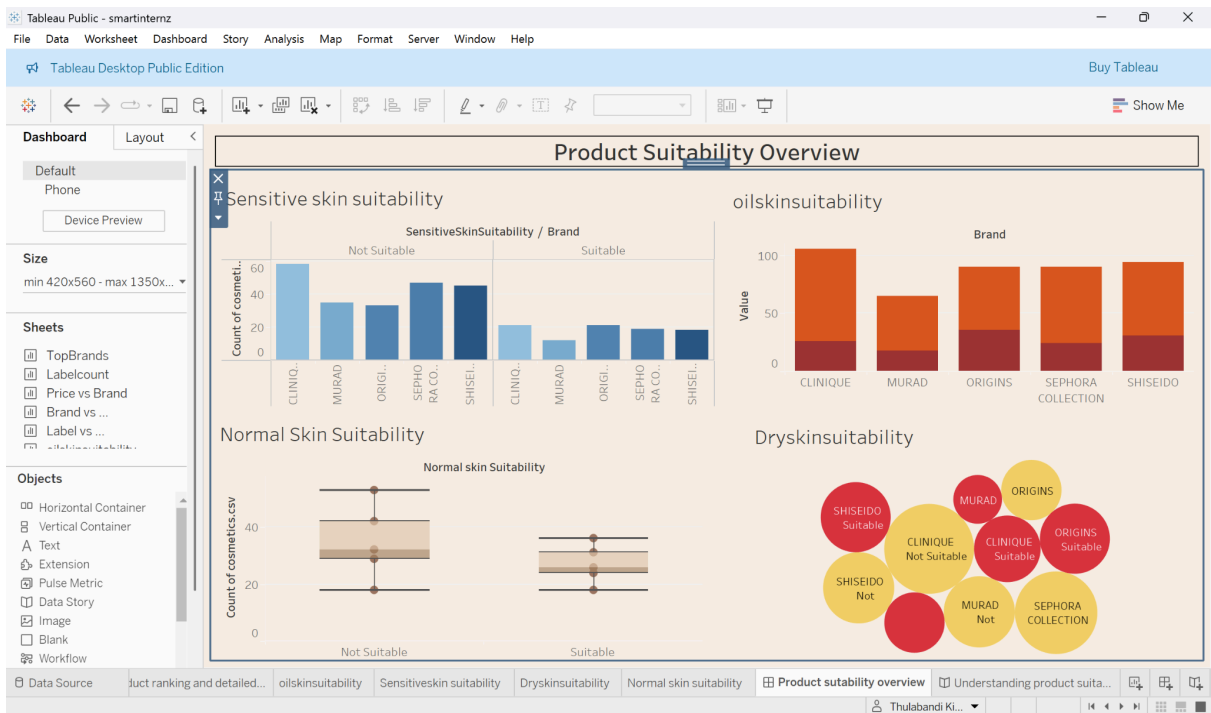 Tableau Public - smartinternz
File Data Worksheet Dashboard Story Analysis Map Format Server Window Help
Tableau Desktop Public Edition
Buy Tableau
Show Me
Dashboard Layout
Default
Phone
Device Preview
Size
min 420x560 - max 1350x...
Sheets
TopBrands
Labelcount
Price vs Brand
Brand vs ...
Label vs ...
oilskinsuitability
Objects
Horizontal Container
Vertical Container
Text
Extension
Pulse Metric
Data Story
Image
Blank
Workflow
Product Suitability Overview
Sensitive skin suitability
SensitiveSkinSuitability / Brand
Not Suitable Suitable
Count of cosmeti..
60
40
20
0
CLINIQ..
MURAD
ORIGI..
SEPHO
RA CO..
SHISEI..
CLINIQ..
MURAD
ORIGI..
SEPHO
RA CO..
SHISEI..
oilskinsuitability
Brand
Value
100
50
0
CLINIQUE MURAD ORIGINS SEPHORA SHISEIDO
COLLECTION
Normal Skin Suitability
Normal skin Suitability
Count of cosmetics.csv
40
20
0
Not Suitable Suitable
Dryskinsuitability
SHISEIDO
Suitable
MURAD
ORIGINS
CLINIQUE
Not Suitable
CLINIQUE
Suitable
ORIGINS
Suitable
SHISEIDO
Not
MURAD
Not
SEPHORA
COLLECTION
Data Source
duct ranking and detailed... oilskinsuitability Sensitiveskin suitability Dryskinsuitability Normal skin suitability Product sutability overview Understanding product suita...
Thulabandi Ki...